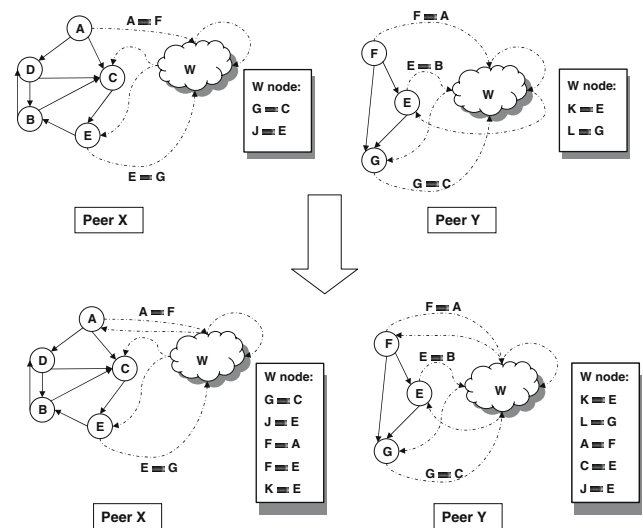 A ═ F
F ═ A
A
D
C
B
E
W
E ═ G
W node:
G ═ C
J ═ E
F
E ═ B
E
G
W
G ═ C
W node:
K ═ E
L ═ G
Peer X
Peer Y
A ═ F
A
D
C
B
E
W
E ═ G
W node:
G ═ C
J ═ E
F ═ A
F ═ E
K ═ E
F ═ A
F
E ═ B
E
G
W
G ═ C
W node:
K ═ E
L ═ G
A ═ F
C ═ E
J ═ E
Peer X
Peer Y